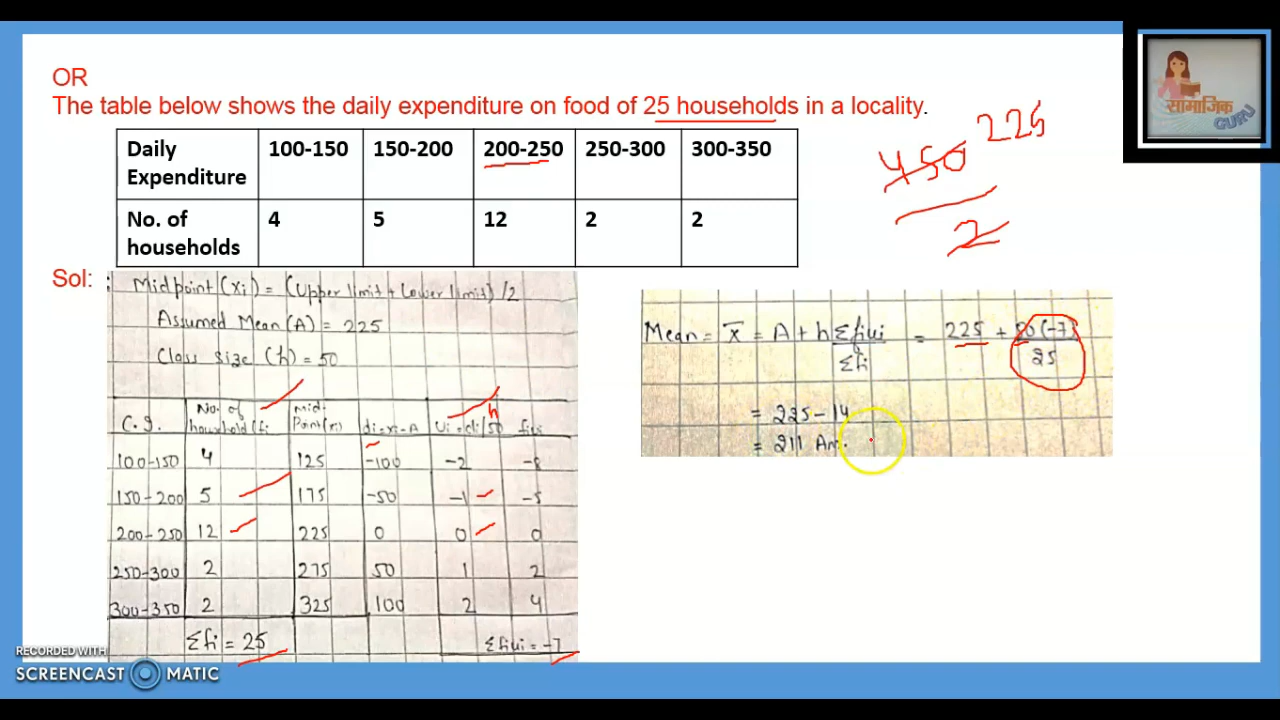 OR
The table below shows the daily expenditure on food of 25 households in a locality.
Daily Expenditure 100-150 150-200 200-250 250-300 300-350
No. of households 4 5 12 2 2
450 225
2
सामाजिक
GURU
Sol:
: Midpoint (xi) = (Upper limit + Lower limit) /2
Assumed Mean (A) = 225
Class Size (h) = 50
C.I. No. of household (fi Mid-Point (xi) di=xi-A ui = di/50 h fiui
100-150 4 125 -100 -2 -8
150-200 5 175 -50 -1 -5
200-250 12 225 0 0 0
250-300 2 275 50 1 2
300-350 2 325 100 2 4
Σfi = 25 Σfiui = -7
Mean = x̄ = A + h Σfiui / Σfi = 225 + 50(-7) / 25
= 225 - 14
= 211 Ans.
RECORDED WITH
SCREENCAST MATIC